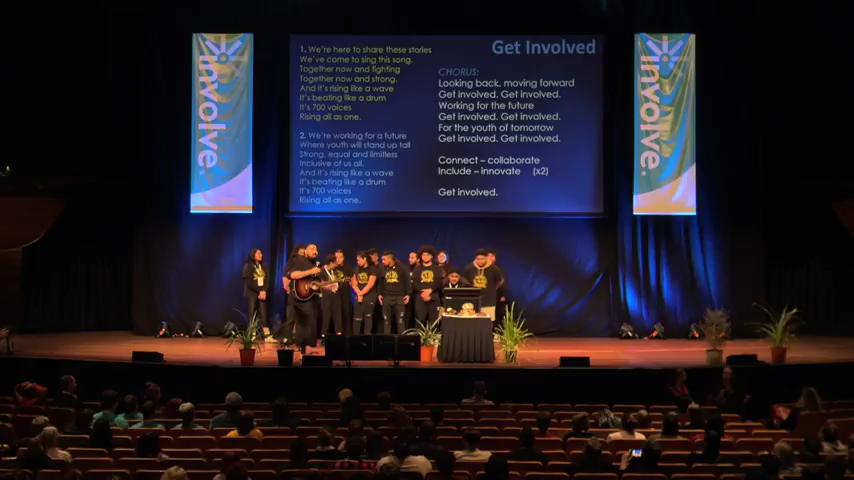 involve.
1. We're here to share these stories
We've come to sing this song.
Together now and fighting
Together now and strong.
And it's rising like a wave
It's beating like a drum
It's 700 voices
Rising all as one.
2. We're working for a future
Where youth will stand up tall
Strong, equal and limitless
Inclusive of us all.
And it's rising like a wave
It's beating like a drum
It's 700 voices
Rising all as one.
Get Involved
CHORUS:
Looking back, moving forward
Get involved. Get involved.
Working for the future
Get involved. Get involved.
For the youth of tomorrow
Get involved. Get involved.
Connect – collaborate
Include – Innovate (x2)
Get involved.
involve.